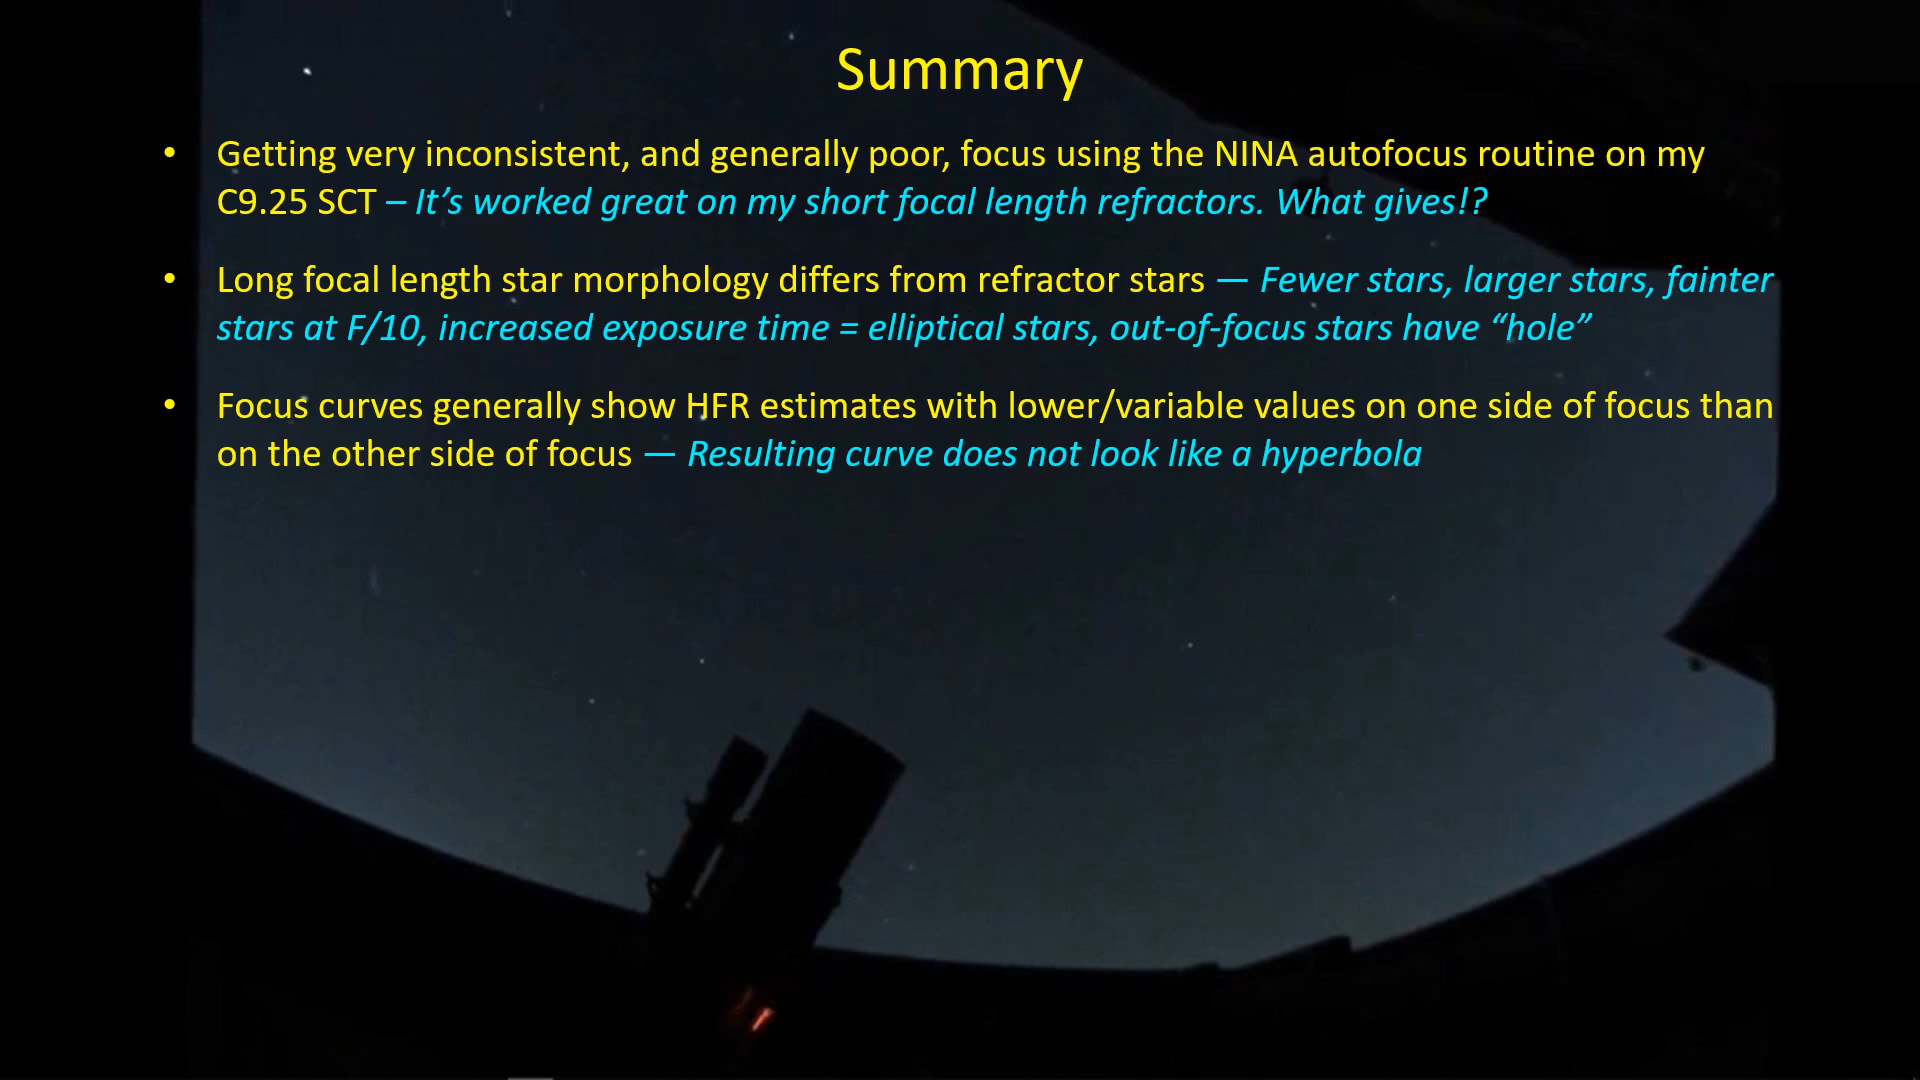 Summary
• Getting very inconsistent, and generally poor, focus using the NINA autofocus routine on my
C9.25 SCT – It’s worked great on my short focal length refractors. What gives!?
• Long focal length star morphology differs from refractor stars — Fewer stars, larger stars, fainter
stars at F/10, increased exposure time = elliptical stars, out-of-focus stars have “hole”
• Focus curves generally show HFR estimates with lower/variable values on one side of focus than
on the other side of focus — Resulting curve does not look like a hyperbola